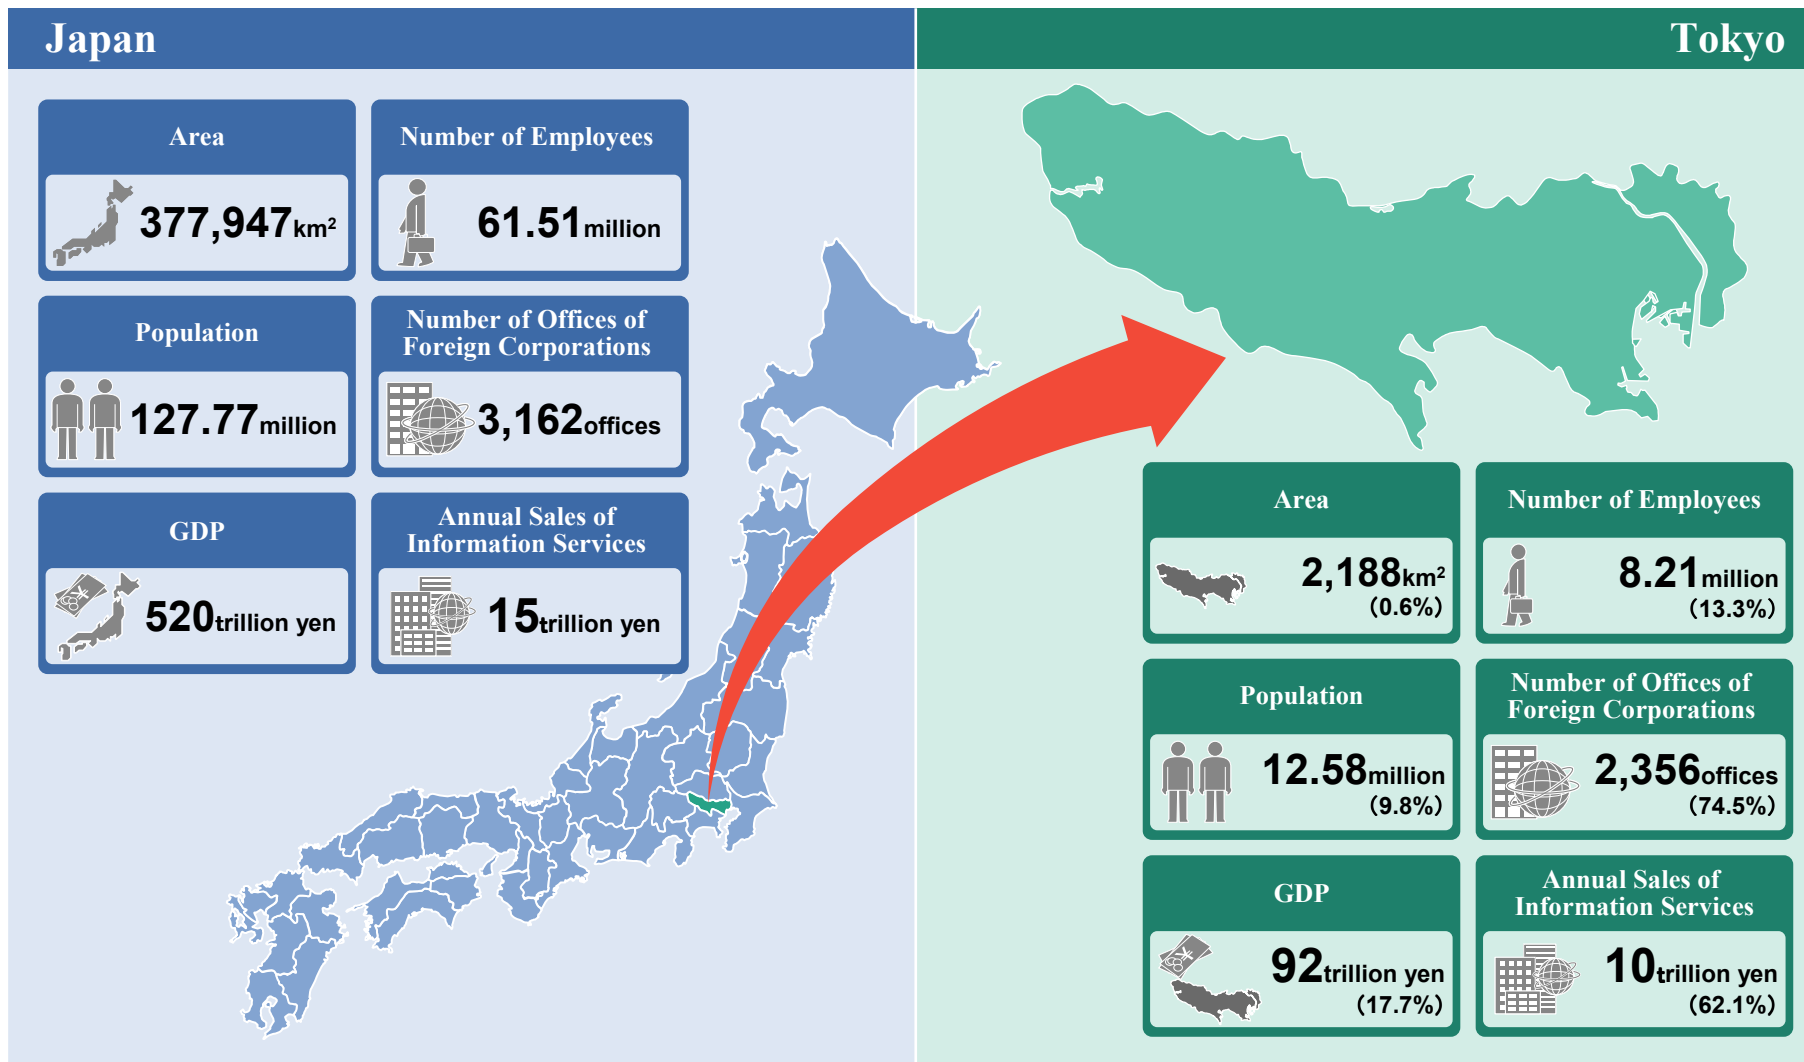 Japan
Area
377,947km²
Number of Employees
61.51million
Population
127.77million
Number of Offices of
Foreign Corporations
3,162offices
GDP
520trillion yen
Annual Sales of
Information Services
15trillion yen
Tokyo
Area
2,188km²
(0.6%)
Number of Employees
8.21million
(13.3%)
Population
12.58million
(9.8%)
Number of Offices of
Foreign Corporations
2,356offices
(74.5%)
GDP
92trillion yen
(17.7%)
Annual Sales of
Information Services
10trillion yen
(62.1%)